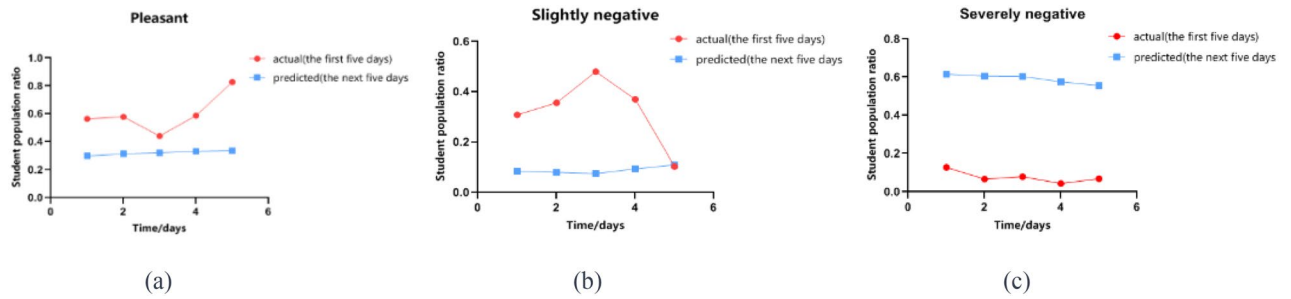 Pleasant
actual(the first five days)
predicted(the next five days
Student population ratio
1.0
0.8
0.6
0.4
0.2
0.0
0 2 4 6
Time/days
(a)
Slightly negative
actual(the first five days)
predicted(the next five days
Student population ratio
0.6
0.4
0.2
0.0
0 2 4 6
Time/days
(b)
Severely negative
actual(the first five days)
predicted(the next five days
Student population ratio
0.8
0.6
0.4
0.2
0.0
0 2 4 6
Time/days
(c)